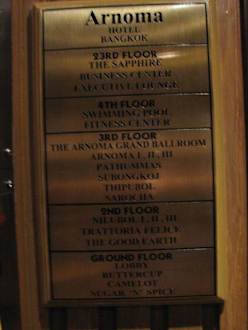 Arnoma
HOTEL
BANGKOK
23RD FLOOR
THE SAPPHIRE
BUSINESS CENTER
EXECUTIVE LOUNGE
4TH FLOOR
SWIMMING POOL
FITNESS CENTER
3RD FLOOR
THE ARNOMA GRAND BALLROOM
ARNOMA I, II, III
PATHUMMAS
SUBONGKOJ
THIPUBOL
SAROCHA
2ND FLOOR
NILUBOL I, II, III
TRATTORIA FELICE
THE GOOD EARTH
GROUND FLOOR
LOBBY
BUTTERCUP
CAMELOT
SUGAR "N" SPICE